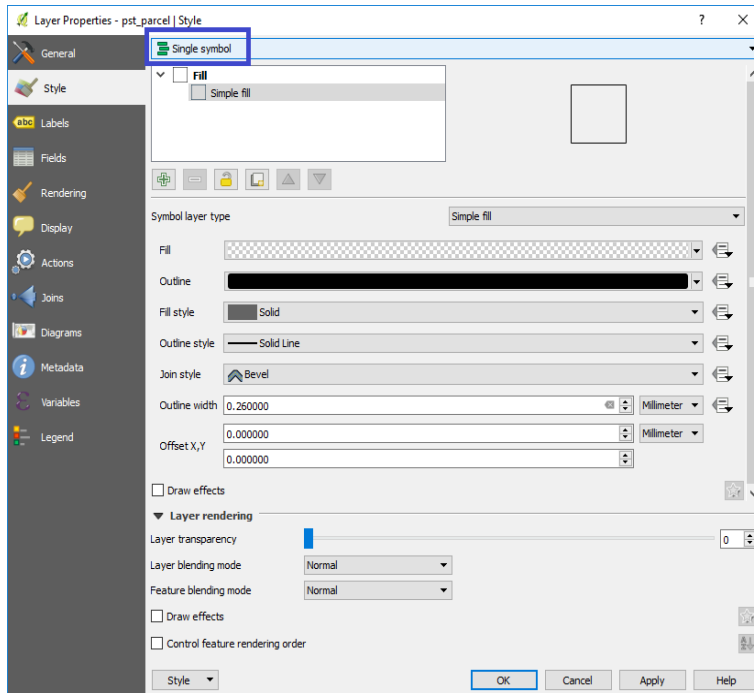 Layer Properties - pst_parcel | Style
?
General
Single symbol
Fill
Simple fill
Style
abc Labels
Fields
Rendering
Display
Actions
Joins
Diagrams
Metadata
Variables
Legend
Symbol layer type Simple fill
Fill
Outline
Fill style Solid
Outline style Solid Line
Join style Bevel
Outline width 0.260000 Millimeter
Offset X,Y 0.000000 Millimeter
0.000000
Draw effects
Layer rendering
Layer transparency 0
Layer blending mode Normal
Feature blending mode Normal
Draw effects
Control feature rendering order
Style OK Cancel Apply Help